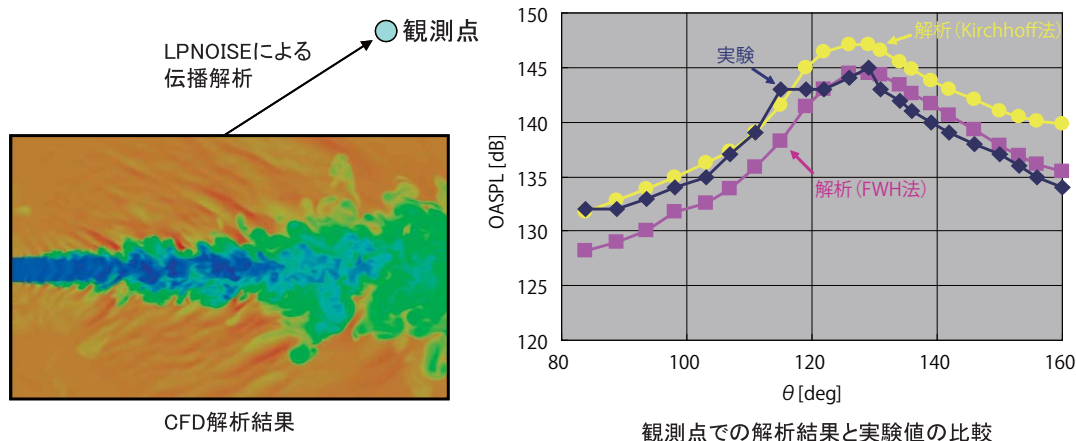 観測点
LPNOISEによる
伝播解析
CFD解析結果
OASPL [dB]
150
145
140
135
130
125
120
80
100
120
140
160
θ [deg]
解析(Kirchhoff法)
実験
解析(FWH法)
観測点での解析結果と実験値の比較